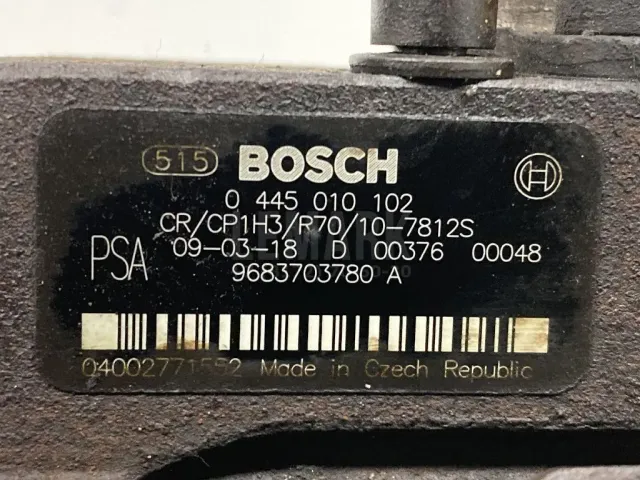 515 BOSCH
0 445 010 102
CR/CP1H3/R70/10-7812S
PSA 09-03-18 D 00376 00048
9683703780 A
04002771552 Made in Czech Republic